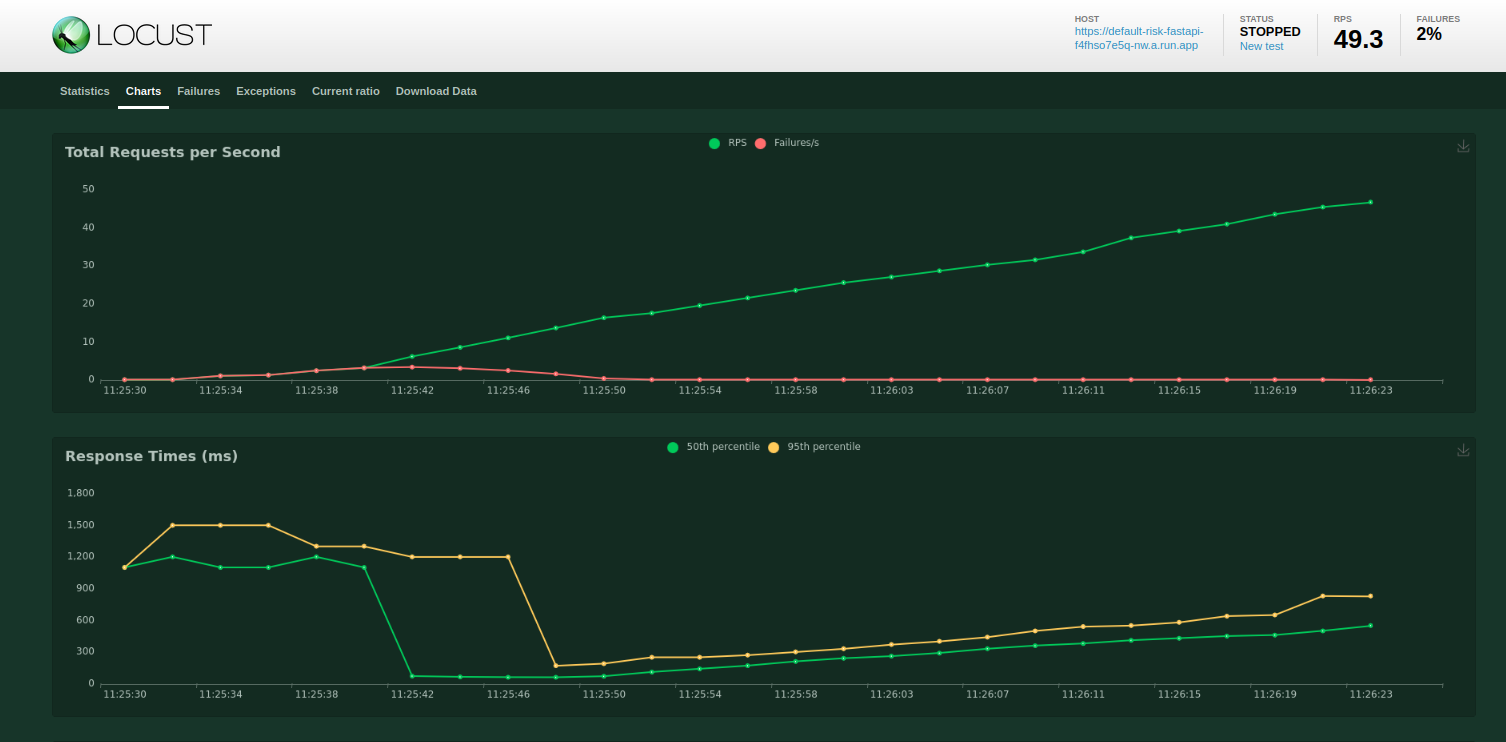 LOCUST
HOST
https://default-risk-fastapi-
f4fhso7e5q-nw.a.run.app
STATUS
STOPPED
New test
RPS
49.3
FAILURES
2%
Statistics Charts Failures Exceptions Current ratio Download Data
Total Requests per Second
RPS Failures/s
50
40
30
20
10
0
11:25:30 11:25:34 11:25:38 11:25:42 11:25:46 11:25:50 11:25:54 11:25:58 11:26:03 11:26:07 11:26:11 11:26:15 11:26:19 11:26:23
Response Times (ms)
50th percentile 95th percentile
1,800
1,500
1,200
900
600
300
0
11:25:30 11:25:34 11:25:38 11:25:42 11:25:46 11:25:50 11:25:54 11:25:58 11:26:03 11:26:07 11:26:11 11:26:15 11:26:19 11:26:23